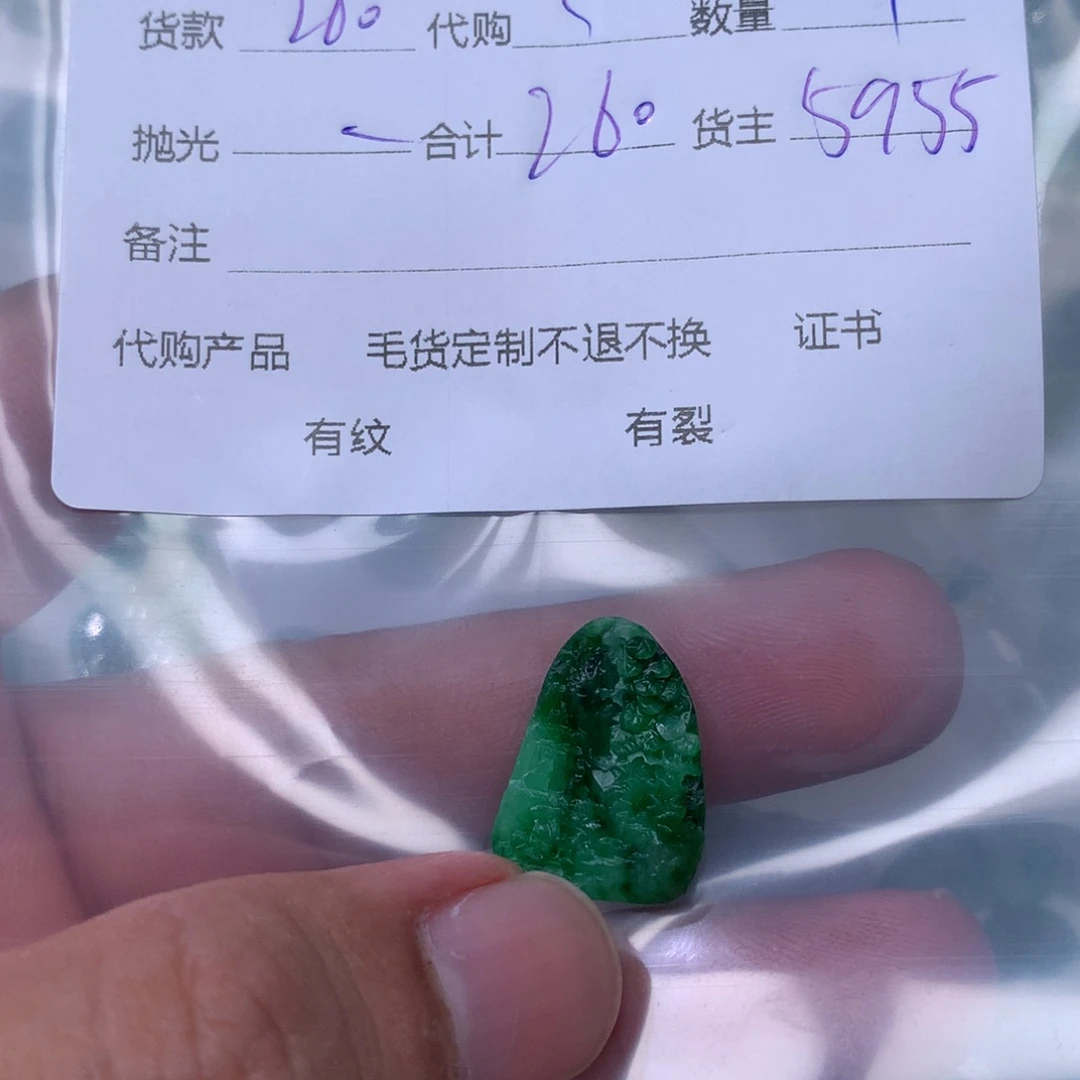 货款 260 代购 数量 1
抛光 合计 260 货主 5955
备注
代购产品 毛货定制不退不换 证书
有纹 有裂